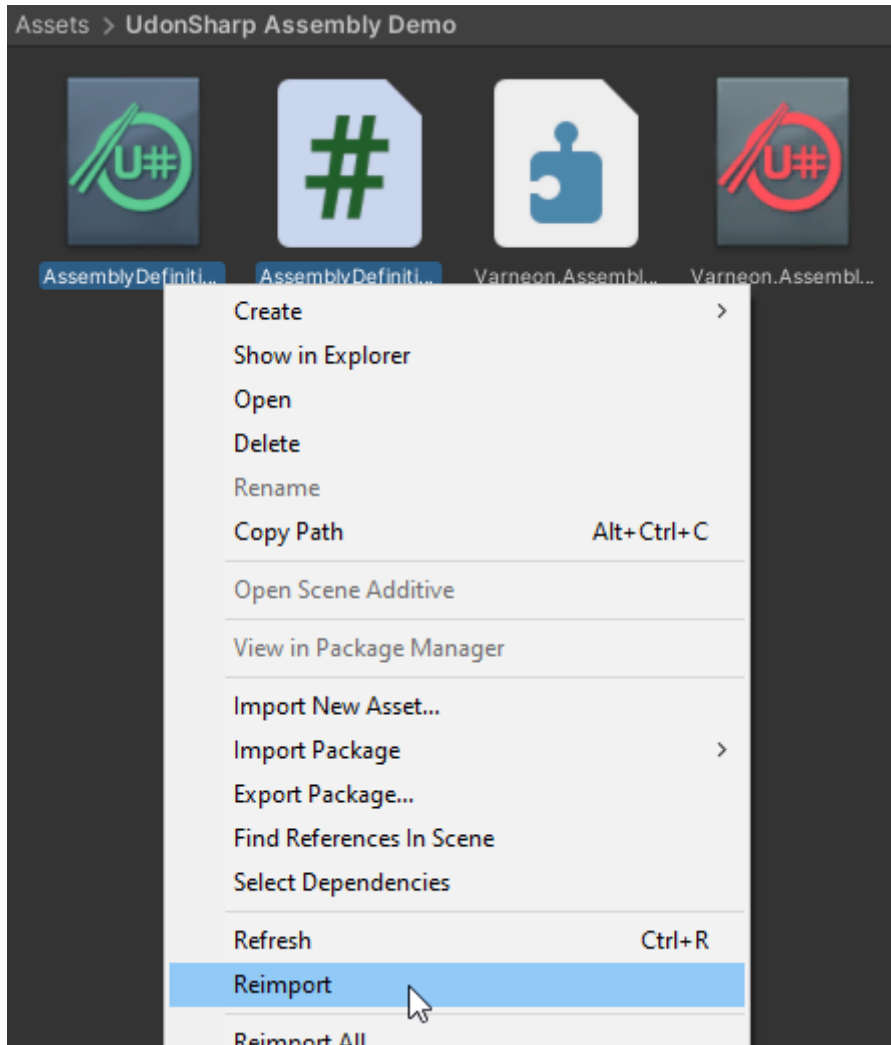 Assets > UdonSharp Assembly Demo
U# # U#
AssemblyDefiniti... AssemblyDefiniti... Varneon.Assembl... Varneon.Assembl...
Create >
Show in Explorer
Open
Delete
Rename
Copy Path Alt+Ctrl+C
Open Scene Additive
View in Package Manager
Import New Asset...
Import Package >
Export Package...
Find References In Scene
Select Dependencies
Refresh Ctrl+R
Reimport
Reimport All